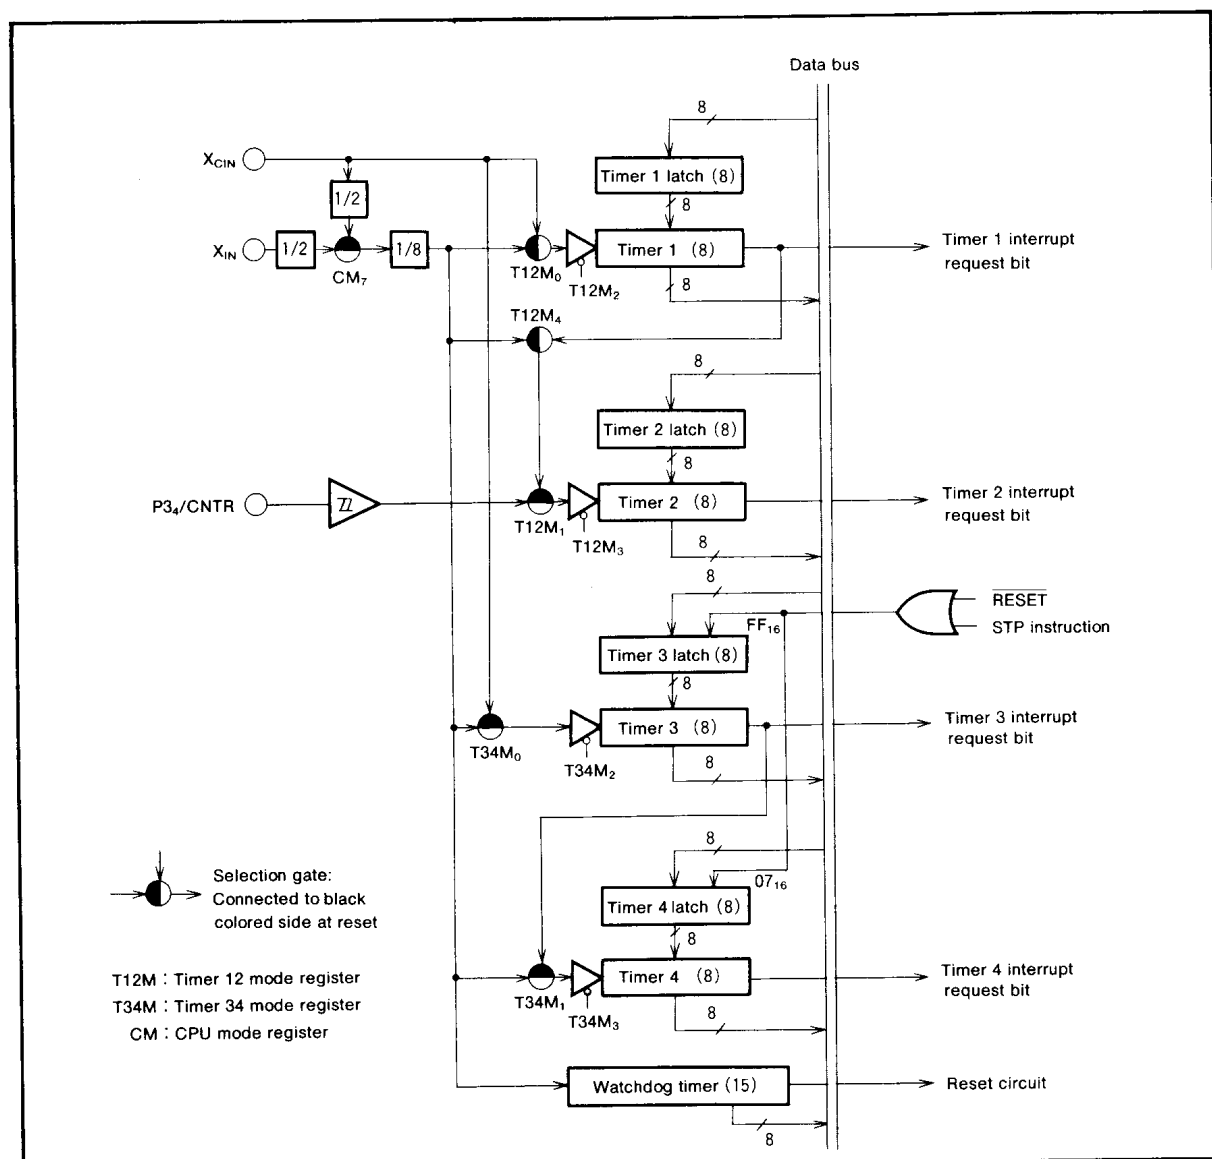 Data bus
8
X_CIN
Timer 1 latch (8)
1/2
8
X_IN
1/2
1/8
Timer 1 (8)
Timer 1 interrupt
request bit
CM₇
T12M₀
T12M₂
8
T12M₄
8
Timer 2 latch (8)
8
P3₄/CNTR
Timer 2 (8)
Timer 2 interrupt
request bit
T12M₁
T12M₃
8
8
RESET
STP instruction
FF₁₆
Timer 3 latch (8)
8
Timer 3 (8)
Timer 3 interrupt
request bit
T34M₀
T34M₂
8
8
07₁₆
Selection gate:
Connected to black
colored side at reset
Timer 4 latch (8)
8
Timer 4 (8)
Timer 4 interrupt
request bit
T34M₁
T34M₃
8
T12M : Timer 12 mode register
T34M : Timer 34 mode register
CM : CPU mode register
Watchdog timer (15)
Reset circuit
8